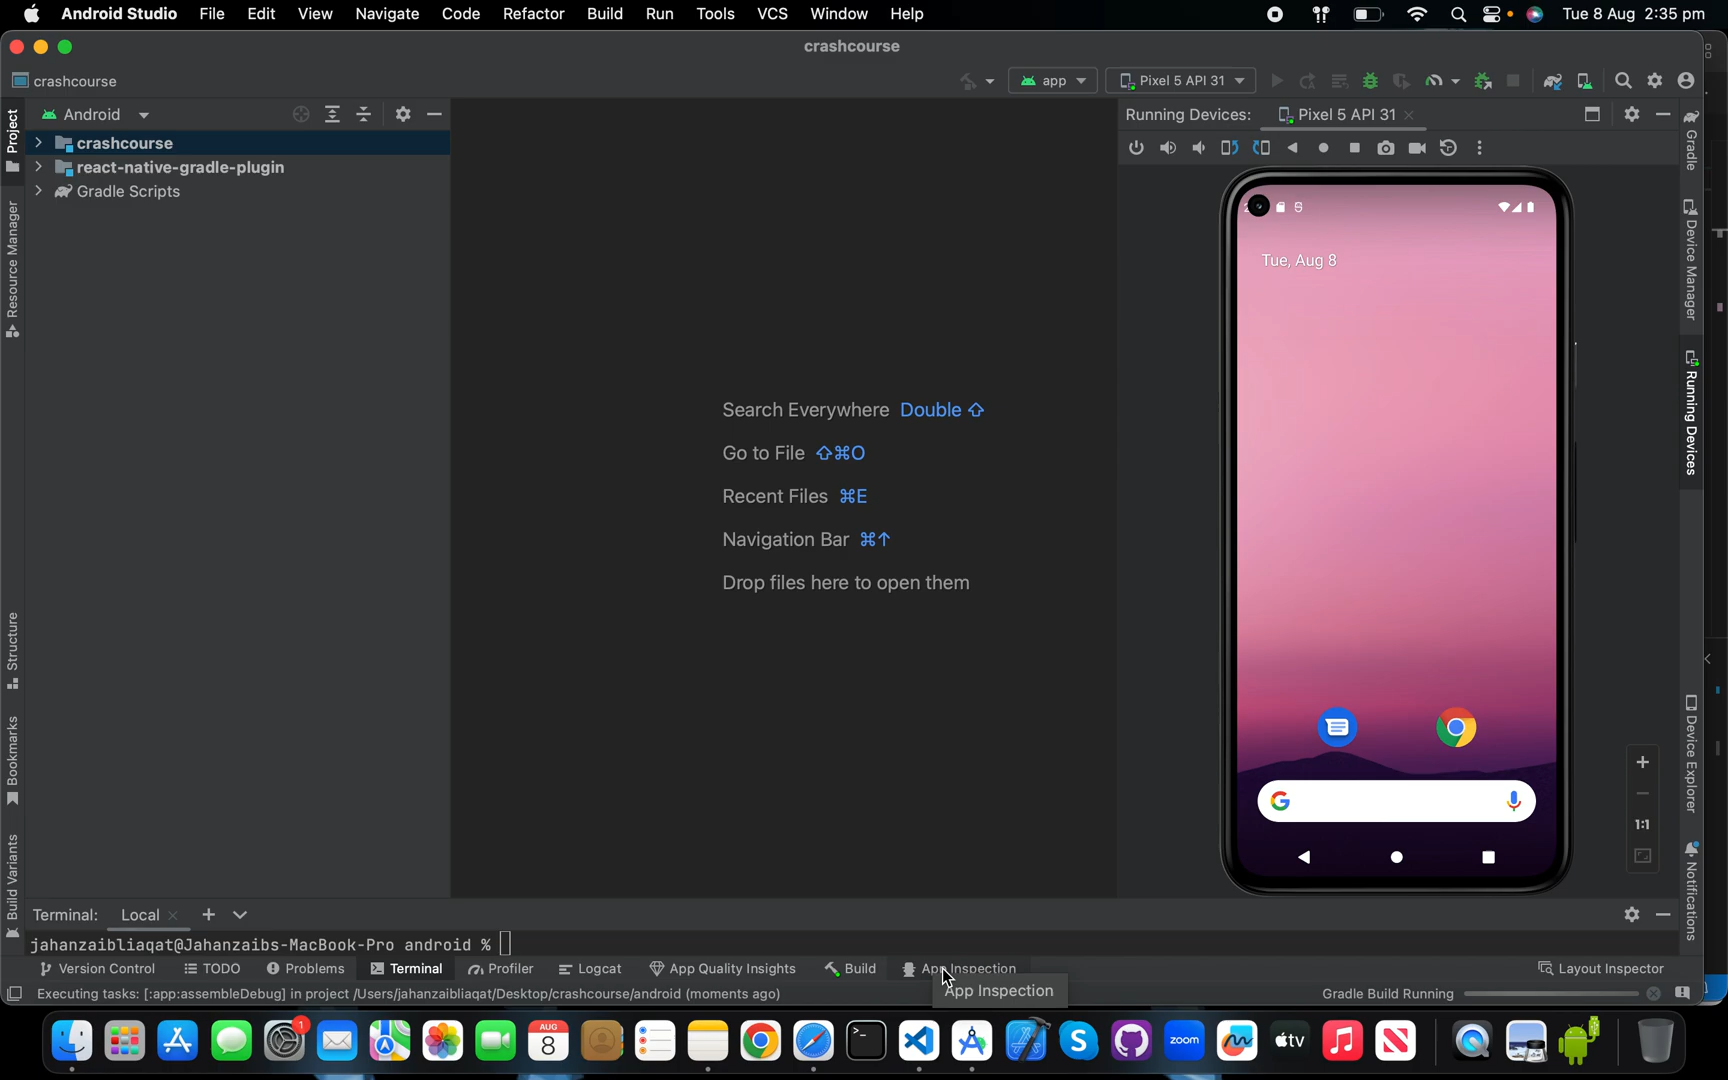 Android Studio File Edit View Navigate Code Refactor Build Run Tools VCS Window Help Tue 8 Aug 2:35 pm
crashcourse
crashcourse app Pixel 5 API 31
Project
Android
Running Devices: Pixel 5 API 31
crashcourse
react-native-gradle-plugin
Gradle Scripts
Resource Manager
Structure
Bookmarks
Build Variants
Gradle
Device Manager
Running Devices
Device Explorer
Notifications
Tue, Aug 8
Search Everywhere Double ⇧
Go to File ⇧⌘O
Recent Files ⌘E
Navigation Bar ⌘↑
Drop files here to open them
1:1
Terminal: Local
jahanzaibliaqat@Jahanzaibs-MacBook-Pro android %
Version Control TODO Problems Terminal Profiler Logcat App Quality Insights Build App Inspection Layout Inspector
App Inspection
Executing tasks: [:app:assembleDebug] in project /Users/jahanzaibliaqat/Desktop/crashcourse/android (moments ago) Gradle Build Running
1
AUG
8
zoom
tv